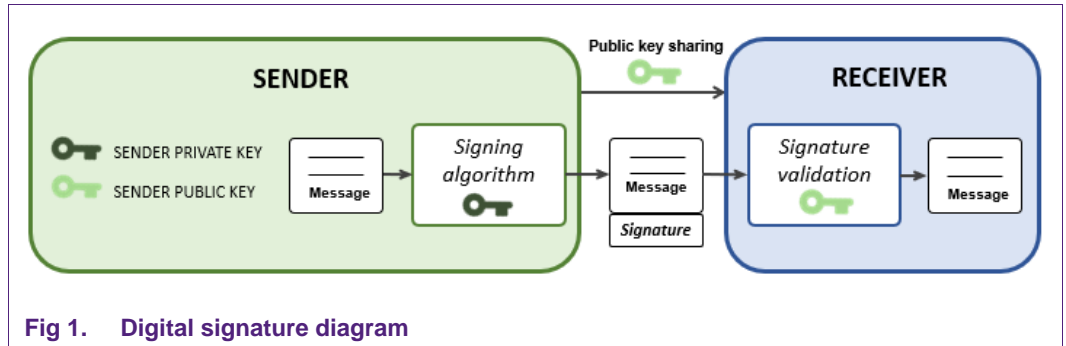 Public key sharing
SENDER
RECEIVER
SENDER PRIVATE KEY
SENDER PUBLIC KEY
Message
Signing
algorithm
Message
Signature
Signature
validation
Message
Fig 1. Digital signature diagram